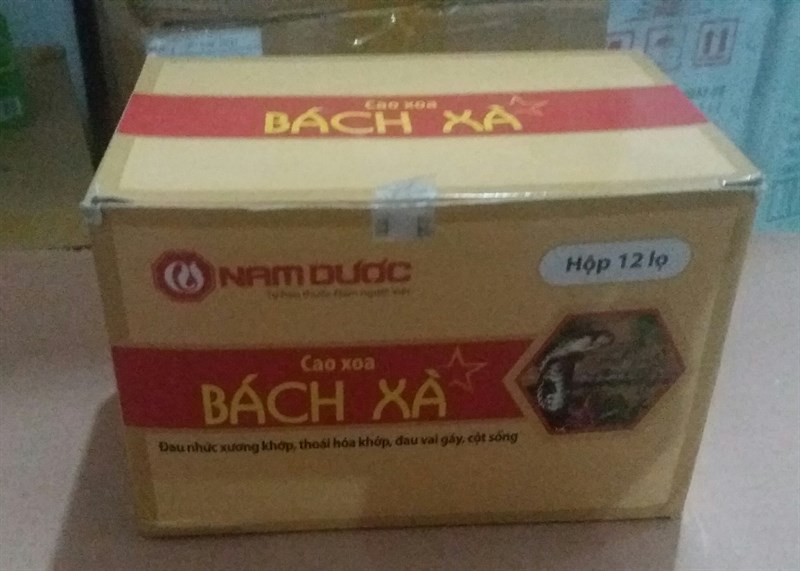 Cao xoa
BÁCH XÀ
NAM DƯỢC
Hộp 12 lọ
Cao xoa
BÁCH XÀ
Đau nhức xương khớp, thoái hóa khớp, đau vai gáy, cột sống